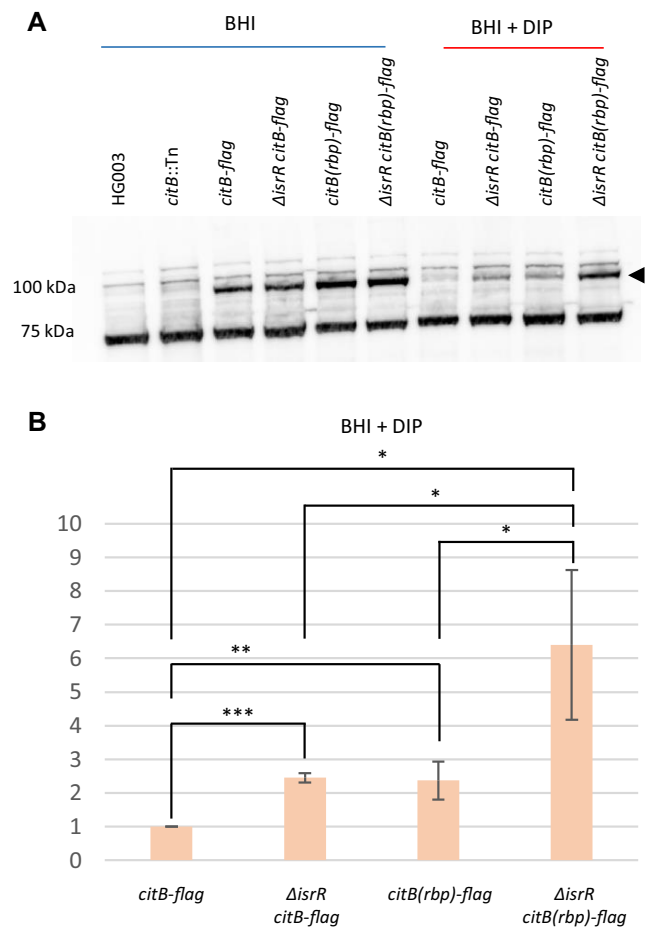 A
BHI
BHI + DIP
HG003
citB::Tn
citB-flag
ΔisrR citB-flag
citB(rbp)-flag
ΔisrR citB(rbp)-flag
citB-flag
ΔisrR citB-flag
citB(rbp)-flag
ΔisrR citB(rbp)-flag
100 kDa
75 kDa
B
BHI + DIP
*
*
*
**
***
10
9
8
7
6
5
4
3
2
1
0
citB-flag
ΔisrR
citB-flag
citB(rbp)-flag
ΔisrR
citB(rbp)-flag